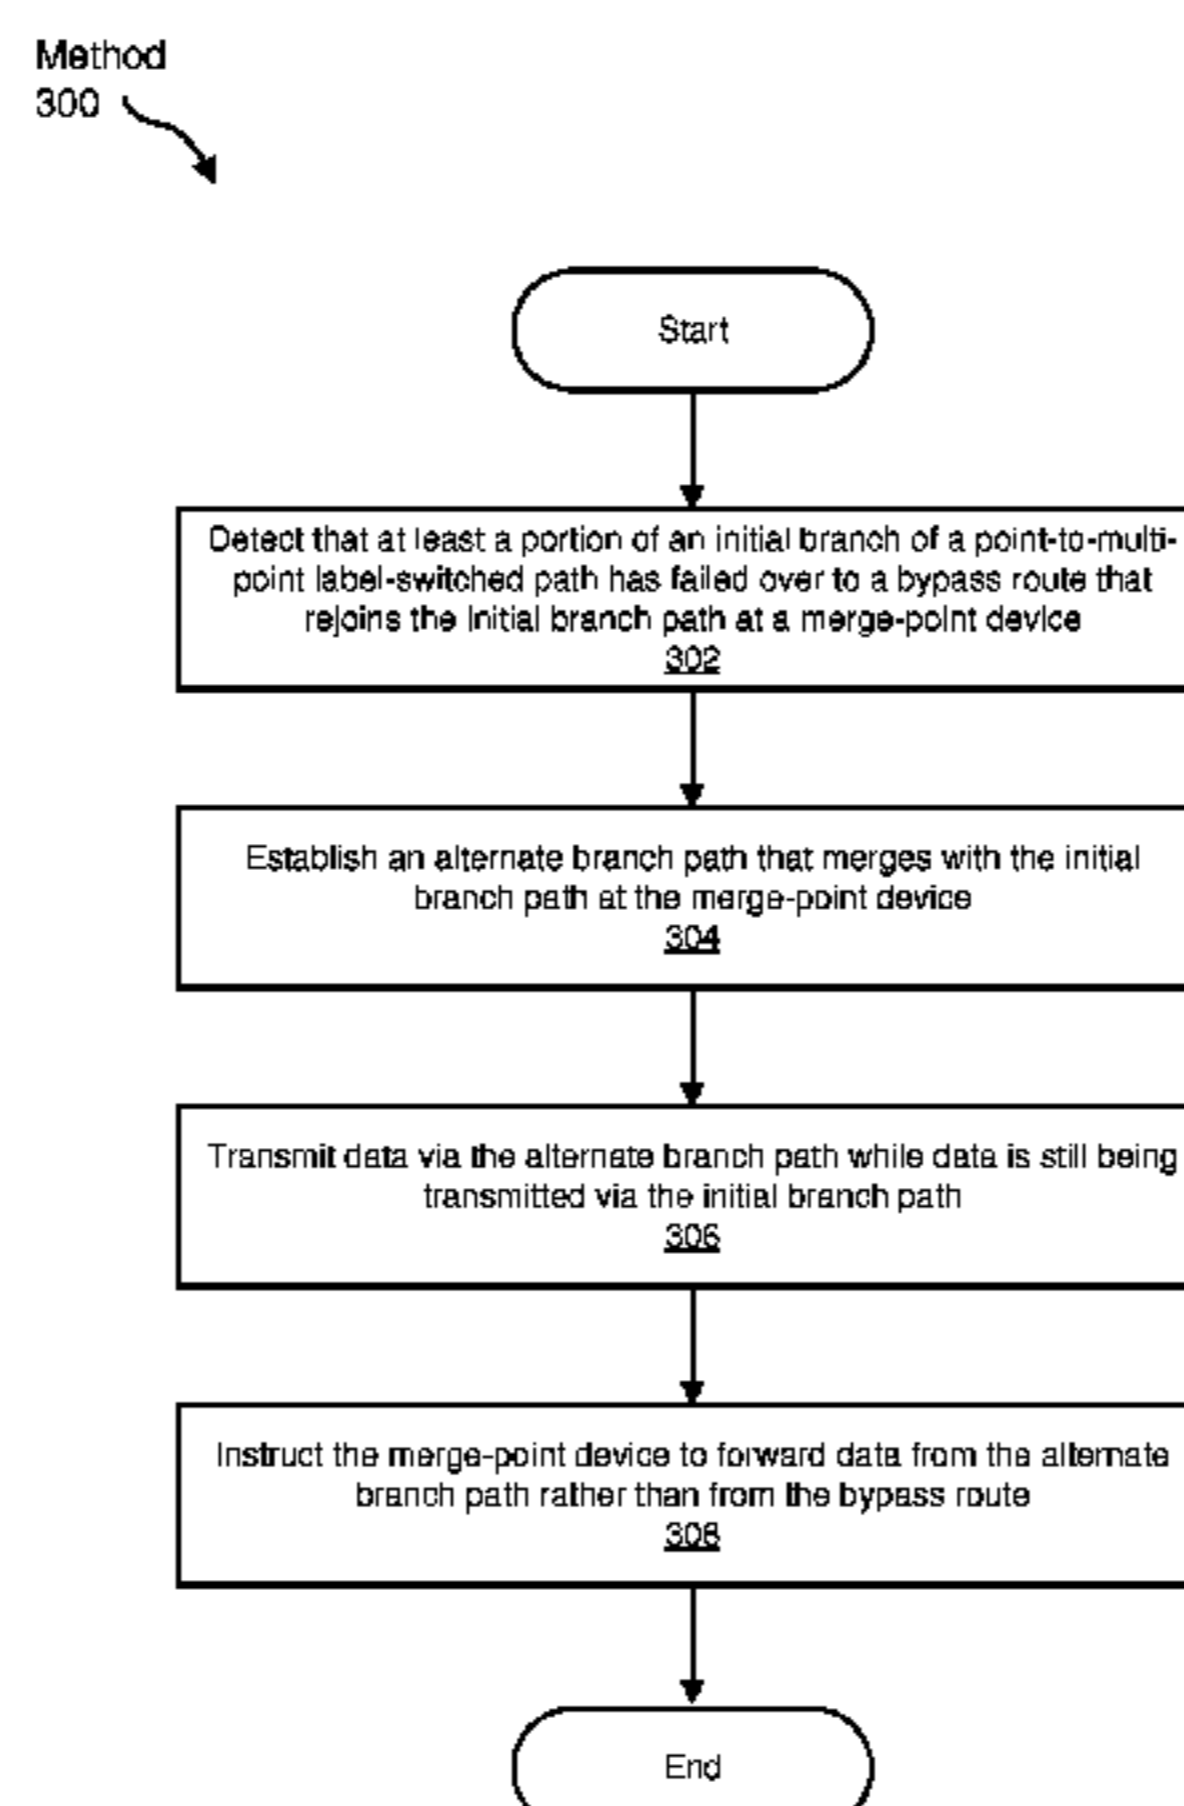 Method
300
Start
Detect that at least a portion of an initial branch of a point-to-multi-
point label-switched path has failed over to a bypass route that
rejoins the initial branch path at a merge-point device
302
Establish an alternate branch path that merges with the initial
branch path at the merge-point device
304
Transmit data via the alternate branch path while data is still being
transmitted via the initial branch path
306
Instruct the merge-point device to forward data from the alternate
branch path rather than from the bypass route
308
End